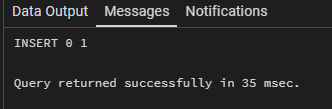 Data Output Messages Notifications
INSERT 0 1
Query returned successfully in 35 msec.